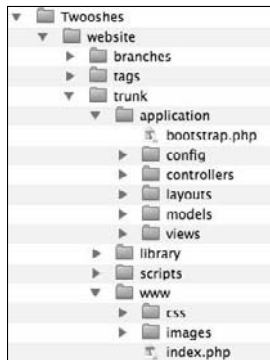 Twooshes
website
branches
tags
trunk
application
bootstrap.php
config
controllers
layouts
models
views
library
scripts
www
css
images
index.php